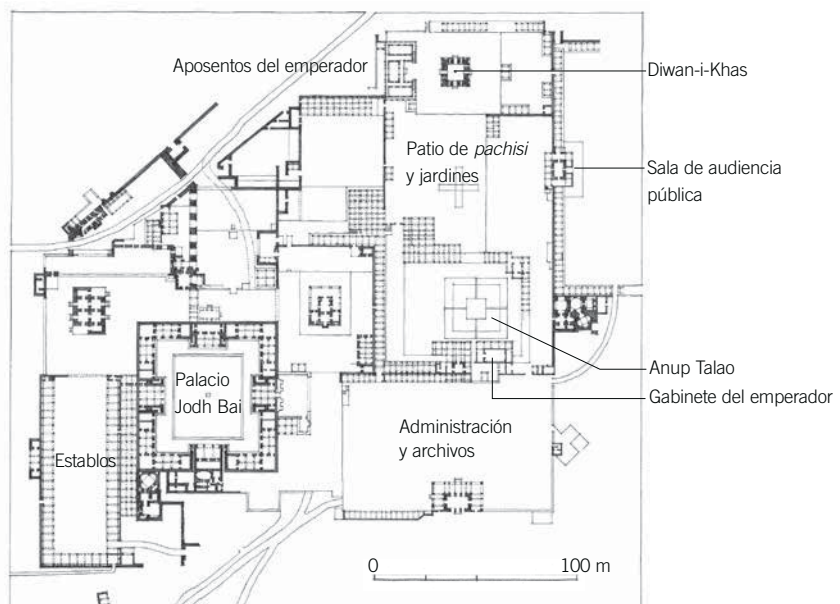 Aposentos del emperador
Diwan-i-Khas
Patio de pachisi
y jardines
Sala de audiencia
pública
Anup Talao
Gabinete del emperador
Palacio
Jodh Bai
Administración
y archivos
Establos
0 100 m